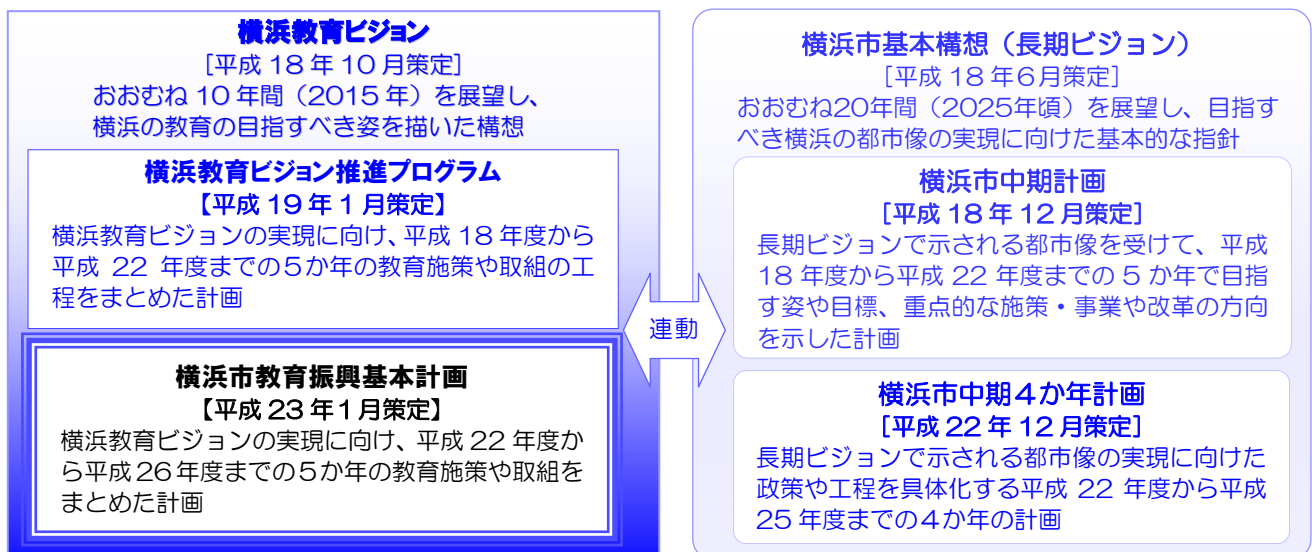 横浜教育ビジョン
[平成 18 年 10 月策定]
おおむね 10 年間（2015 年）を展望し、
横浜の教育の目指すべき姿を描いた構想
横浜教育ビジョン推進プログラム
【平成 19 年 1 月策定】
横浜教育ビジョンの実現に向け、平成 18 年度から
平成 22 年度までの５か年の教育施策や取組の工
程をまとめた計画
横浜市教育振興基本計画
【平成 23 年１月策定】
横浜教育ビジョンの実現に向け、平成 22 年度か
ら平成 26 年度までの５か年の教育施策や取組を
まとめた計画
連動
横浜市基本構想（長期ビジョン）
[平成 18 年６月策定]
おおむね20年間（2025年頃）を展望し、目指す
べき横浜の都市像の実現に向けた基本的な指針
横浜市中期計画
[平成 18 年 12 月策定]
長期ビジョンで示される都市像を受けて、平成
18 年度から平成 22 年度までの 5 か年で目指
す姿や目標、重点的な施策・事業や改革の方向
を示した計画
横浜市中期４か年計画
[平成 22 年 12 月策定]
長期ビジョンで示される都市像の実現に向けた
政策や工程を具体化する平成 22 年度から平成
25 年度までの４か年の計画